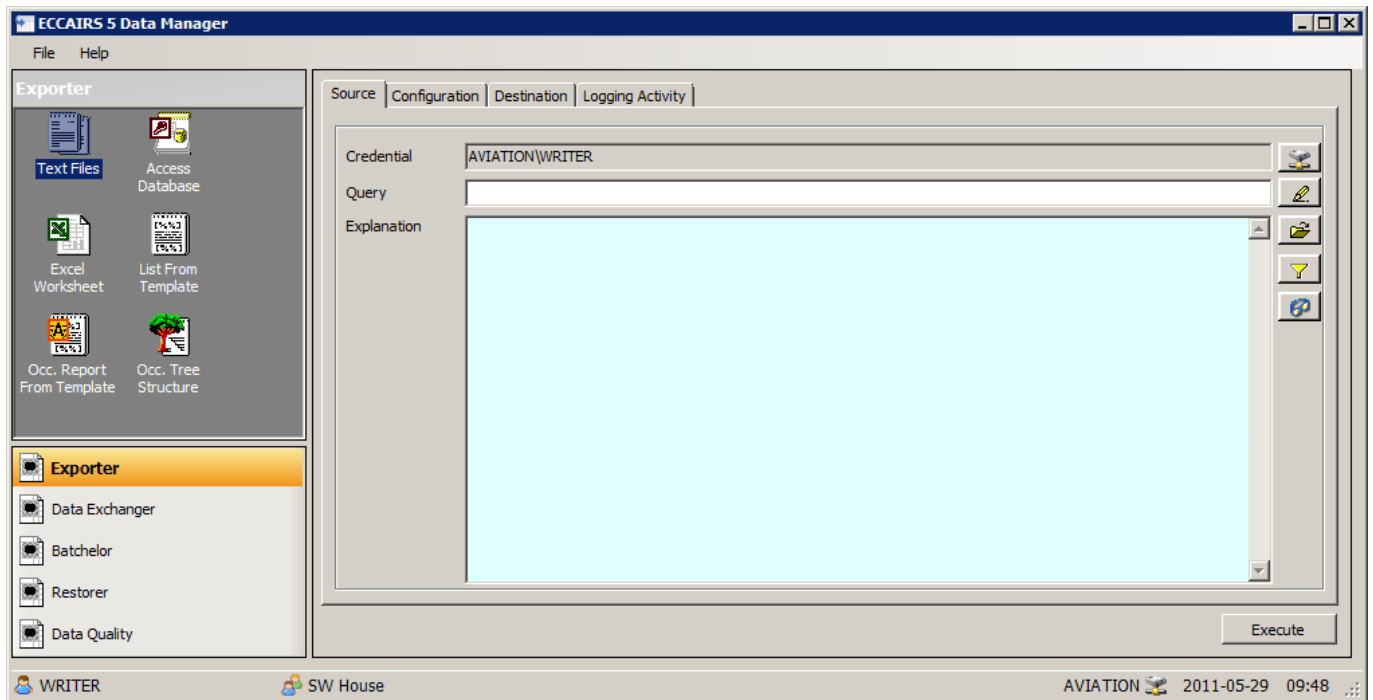 ECCAIRS 5 Data Manager
File Help
Exporter
Text Files
Access
Database
Excel
Worksheet
List From
Template
Occ. Report
From Template
Occ. Tree
Structure
Exporter
Data Exchanger
Batchelor
Restorer
Data Quality
Source Configuration Destination Logging Activity
Credential AVIATION\WRITER
Query
Explanation
Execute
WRITER SW House AVIATION 2011-05-29 09:48